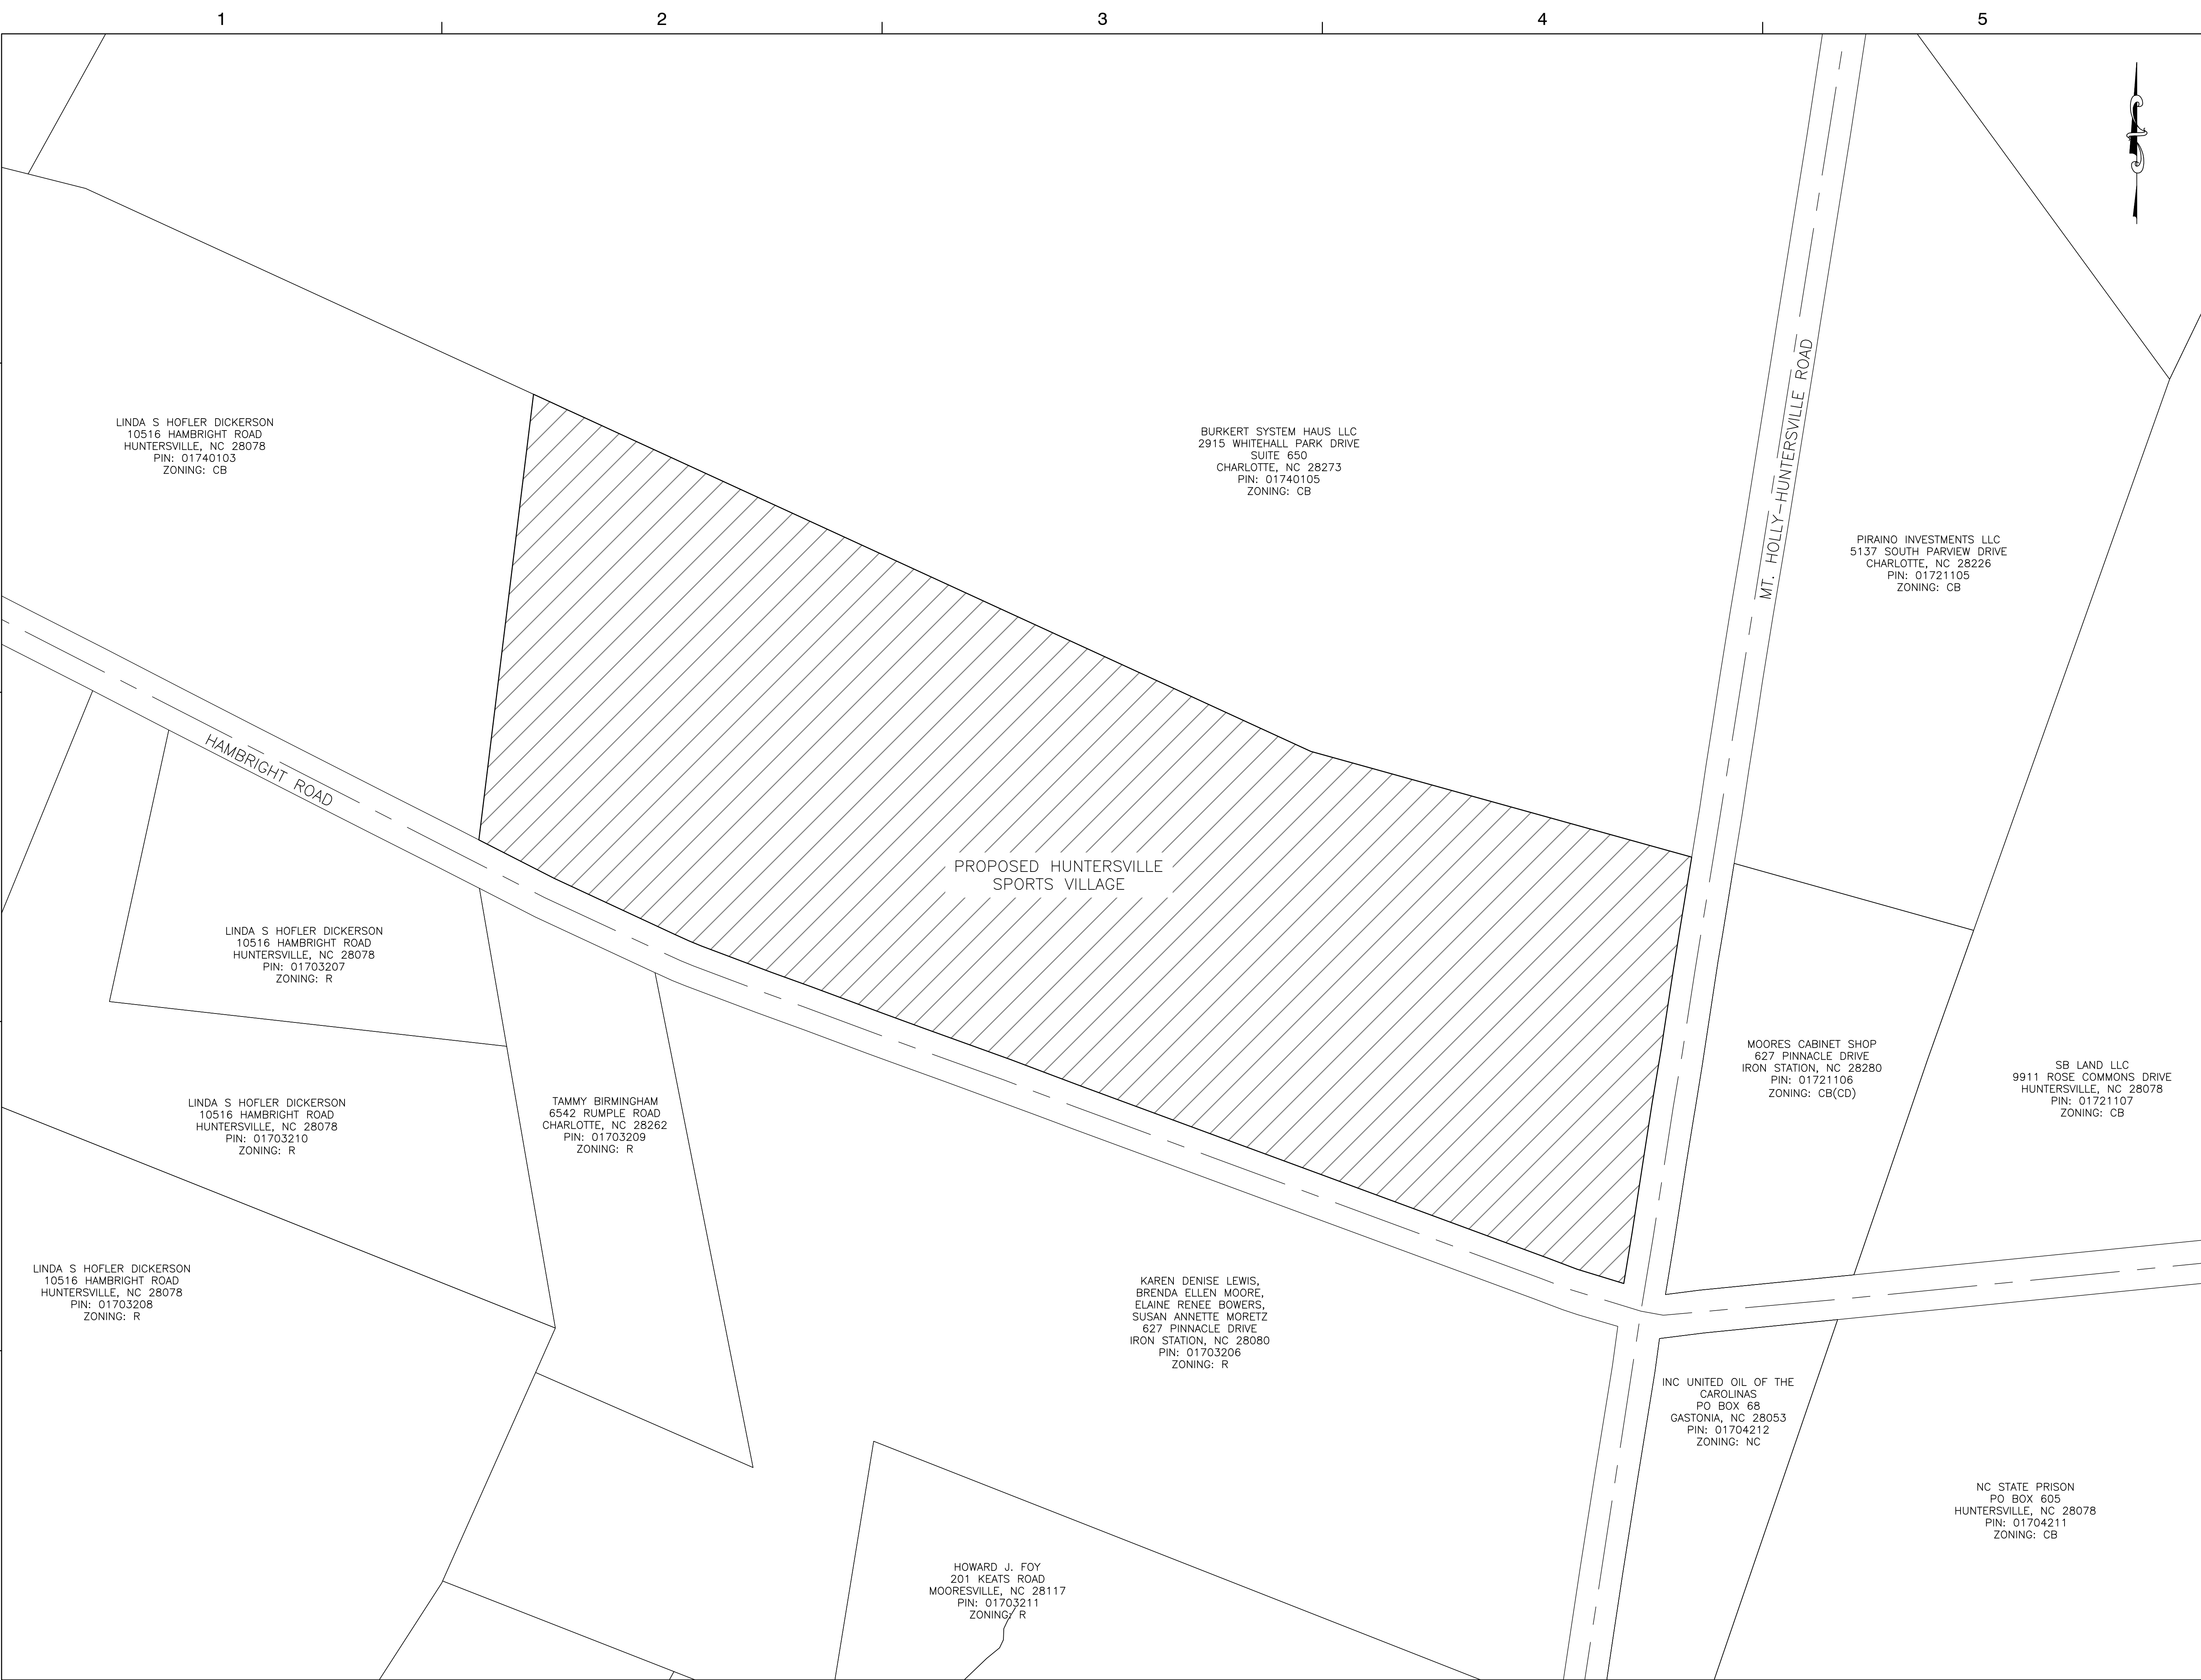 1
2
3
4
5
LINDA S HOFLER DICKERSON
10516 HAMBRIGHT ROAD
HUNTERSVILLE, NC 28078
PIN: 01740103
ZONING: CB
BURKERT SYSTEM HAUS LLC
2915 WHITEHALL PARK DRIVE
SUITE 650
CHARLOTTE, NC 28273
PIN: 01740105
ZONING: CB
MT. HOLLY-HUNTERSVILLE ROAD
PIRAINO INVESTMENTS LLC
5137 SOUTH PARVIEW DRIVE
CHARLOTTE, NC 28226
PIN: 01721105
ZONING: CB
HAMBRIGHT ROAD
PROPOSED HUNTERSVILLE
SPORTS VILLAGE
LINDA S HOFLER DICKERSON
10516 HAMBRIGHT ROAD
HUNTERSVILLE, NC 28078
PIN: 01703207
ZONING: R
MOORES CABINET SHOP
627 PINNACLE DRIVE
IRON STATION, NC 28280
PIN: 01721106
ZONING: CB(CD)
SB LAND LLC
9911 ROSE COMMONS DRIVE
HUNTERSVILLE, NC 28078
PIN: 01721107
ZONING: CB
LINDA S HOFLER DICKERSON
10516 HAMBRIGHT ROAD
HUNTERSVILLE, NC 28078
PIN: 01703210
ZONING: R
TAMMY BIRMINGHAM
6542 RUMPLE ROAD
CHARLOTTE, NC 28262
PIN: 01703209
ZONING: R
LINDA S HOFLER DICKERSON
10516 HAMBRIGHT ROAD
HUNTERSVILLE, NC 28078
PIN: 01703208
ZONING: R
KAREN DENISE LEWIS,
BRENDA ELLEN MOORE,
ELAINE RENEE BOWERS,
SUSAN ANNETTE MORETZ
627 PINNACLE DRIVE
IRON STATION, NC 28080
PIN: 01703206
ZONING: R
INC UNITED OIL OF THE
CAROLINAS
PO BOX 68
GASTONIA, NC 28053
PIN: 01704212
ZONING: NC
NC STATE PRISON
PO BOX 605
HUNTERSVILLE, NC 28078
PIN: 01704211
ZONING: CB
HOWARD J. FOY
201 KEATS ROAD
MOORESVILLE, NC 28117
PIN: 01703211
ZONING: R